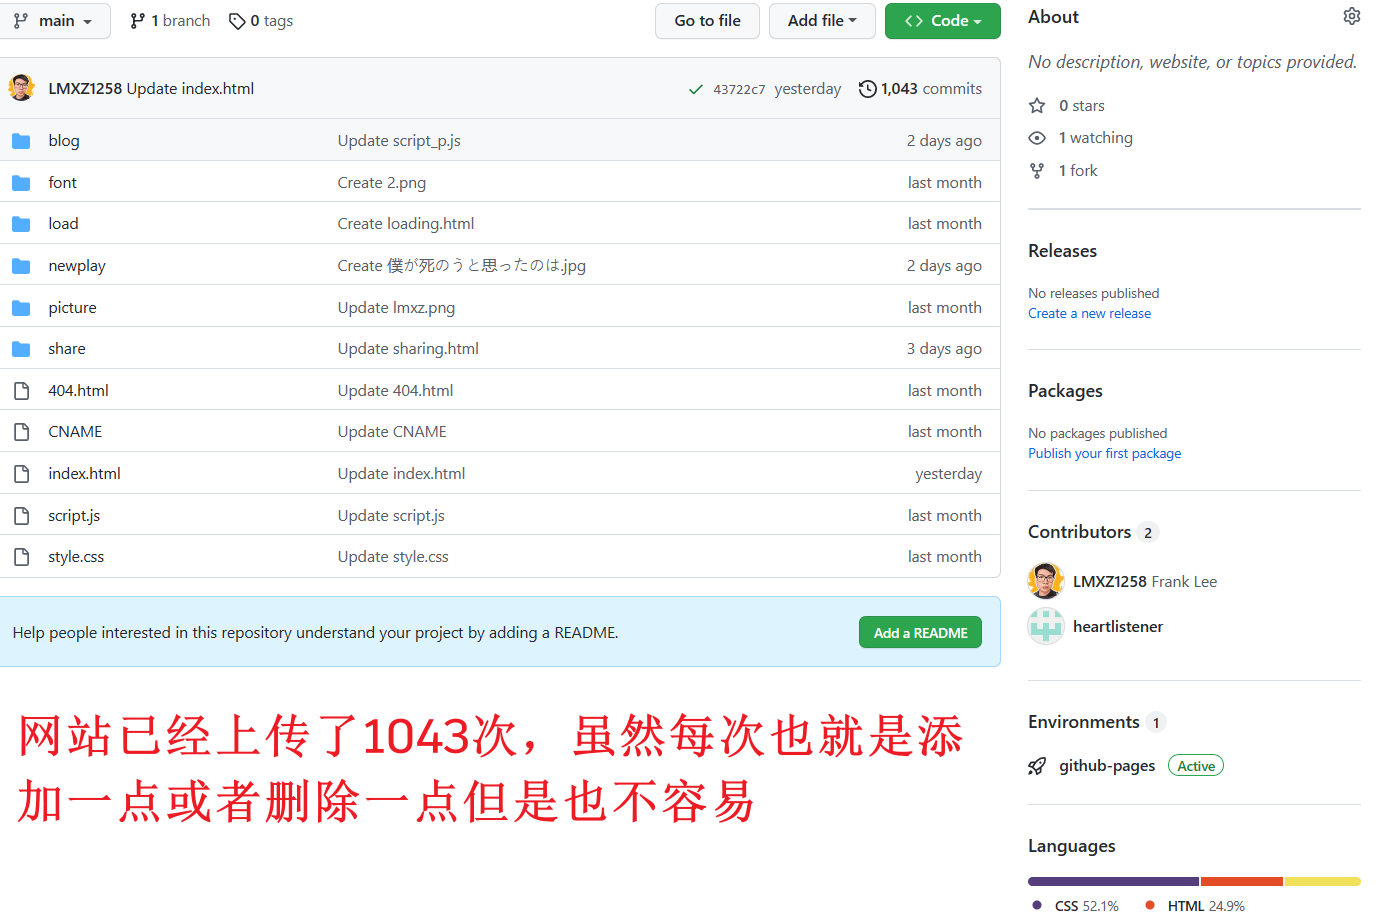 main 1 branch 0 tags Go to file Add file Code
LMXZ1258 Update index.html 43722c7 yesterday 1,043 commits
blog Update script_p.js 2 days ago
font Create 2.png last month
load Create loading.html last month
newplay Create 僕が死のうと思ったのは.jpg 2 days ago
picture Update lmxz.png last month
share Update sharing.html 3 days ago
404.html Update 404.html last month
CNAME Update CNAME last month
index.html Update index.html yesterday
script.js Update script.js last month
style.css Update style.css last month
Help people interested in this repository understand your project by adding a README. Add a README
网站已经上传了1043次，虽然每次也就是添
加一点或者删除一点但是也不容易
About
No description, website, or topics provided.
0 stars
1 watching
1 fork
Releases
No releases published
Create a new release
Packages
No packages published
Publish your first package
Contributors 2
LMXZ1258 Frank Lee
heartlistener
Environments 1
github-pages Active
Languages
CSS 52.1% HTML 24.9%